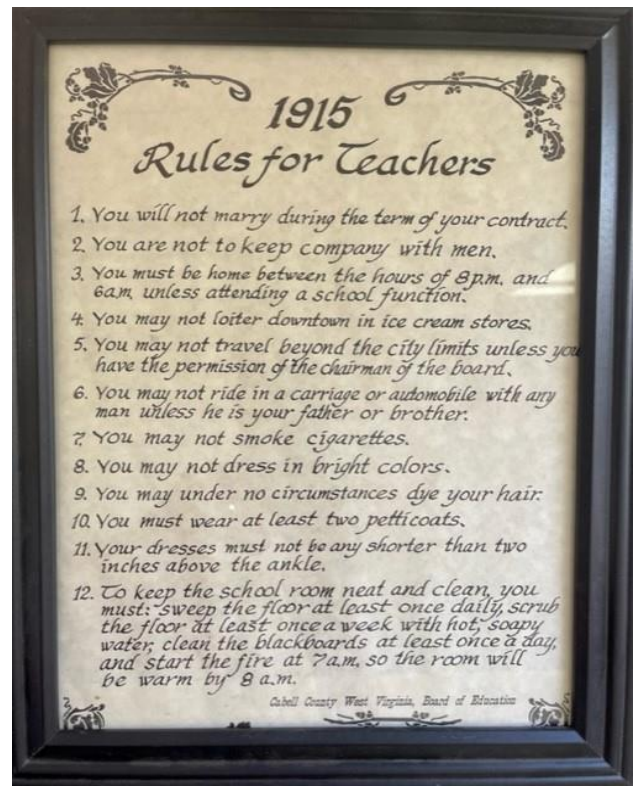 1915
Rules for Teachers
1. You will not marry during the term of your contract.
2. You are not to keep company with men.
3. You must be home between the hours of 8 p.m. and
6 a.m. unless attending a school function.
4. You may not loiter downtown in ice cream stores.
5. You may not travel beyond the city limits unless you
have the permission of the chairman of the board.
6. You may not ride in a carriage or automobile with any
man unless he is your father or brother.
7. You may not smoke cigarettes.
8. You may not dress in bright colors.
9. You may under no circumstances dye your hair.
10. You must wear at least two petticoats.
11. Your dresses must not be any shorter than two
inches above the ankle.
12. To keep the school room neat and clean, you
must: sweep the floor at least once daily, scrub
the floor at least once a week with hot, soapy
water, clean the blackboards at least once a day,
and start the fire at 7 a.m. so the room will
be warm by 8 a.m.
Cabell County West Virginia, Board of Education